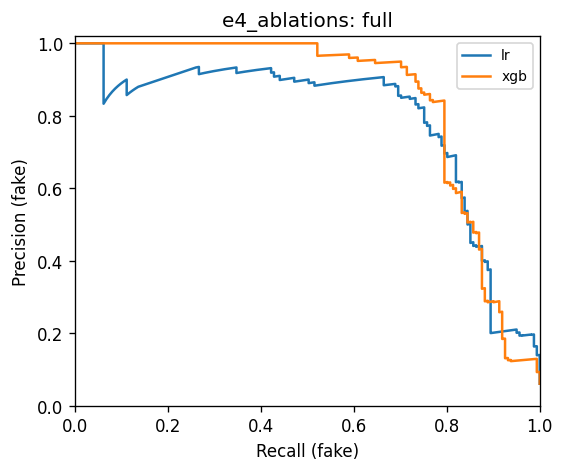 e4_ablations: full
1.0
0.8
0.6
0.4
0.2
0.0
Precision (fake)
lr
xgb
0.0 0.2 0.4 0.6 0.8 1.0
Recall (fake)